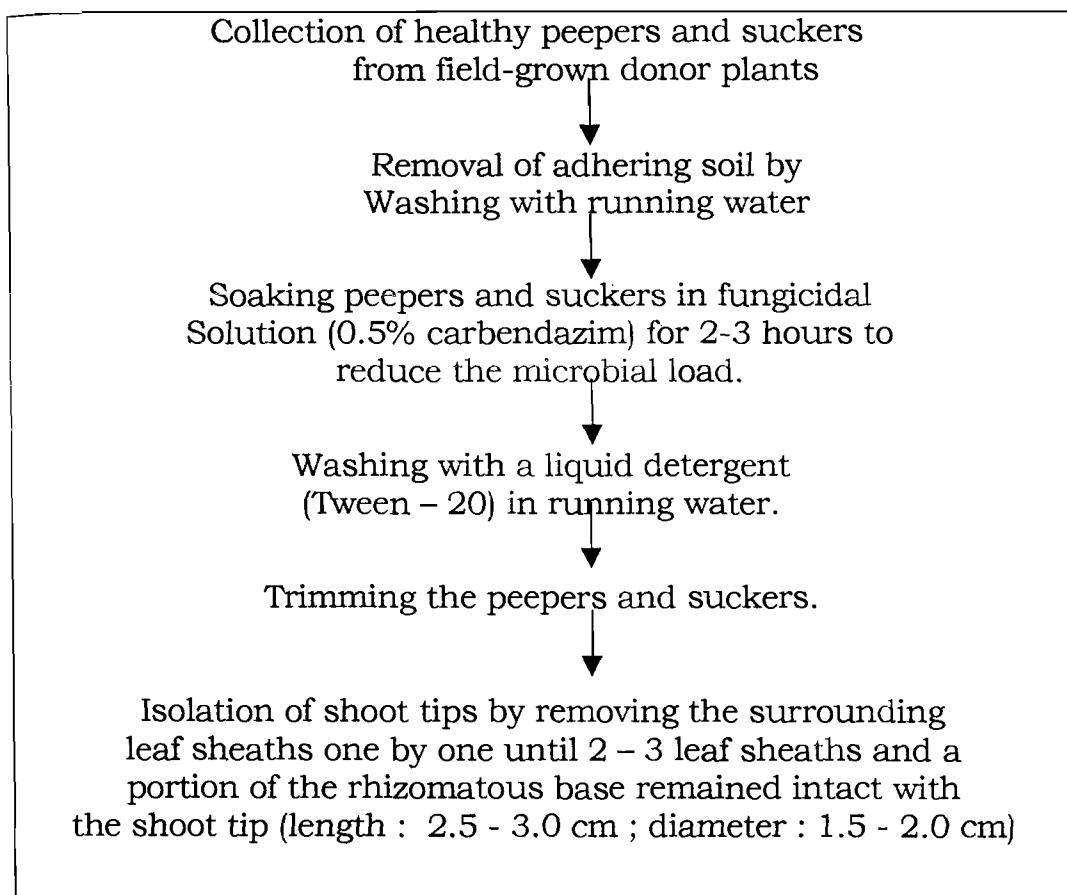 Collection of healthy peepers and suckers
from field-grown donor plants
Removal of adhering soil by
Washing with running water
Soaking peepers and suckers in fungicidal
Solution (0.5% carbendazim) for 2-3 hours to
reduce the microbial load.
Washing with a liquid detergent
(Tween – 20) in running water.
Trimming the peepers and suckers.
Isolation of shoot tips by removing the surrounding
leaf sheaths one by one until 2 – 3 leaf sheaths and a
portion of the rhizomatous base remained intact with
the shoot tip (length : 2.5 - 3.0 cm ; diameter : 1.5 - 2.0 cm)